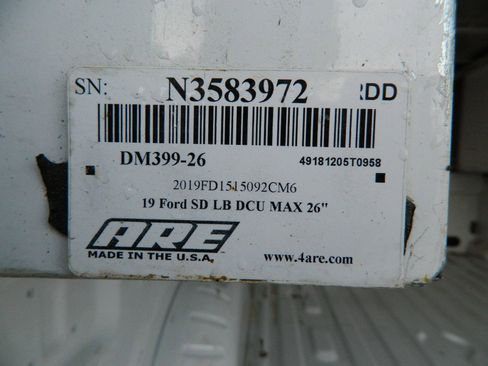 SN: N3583972 :DD
DM399-26 49181205T0958
2019FD1515092CM6
19 Ford SD LB DCU MAX 26"
ARE
MADE IN THE U.S.A. www.4are.com